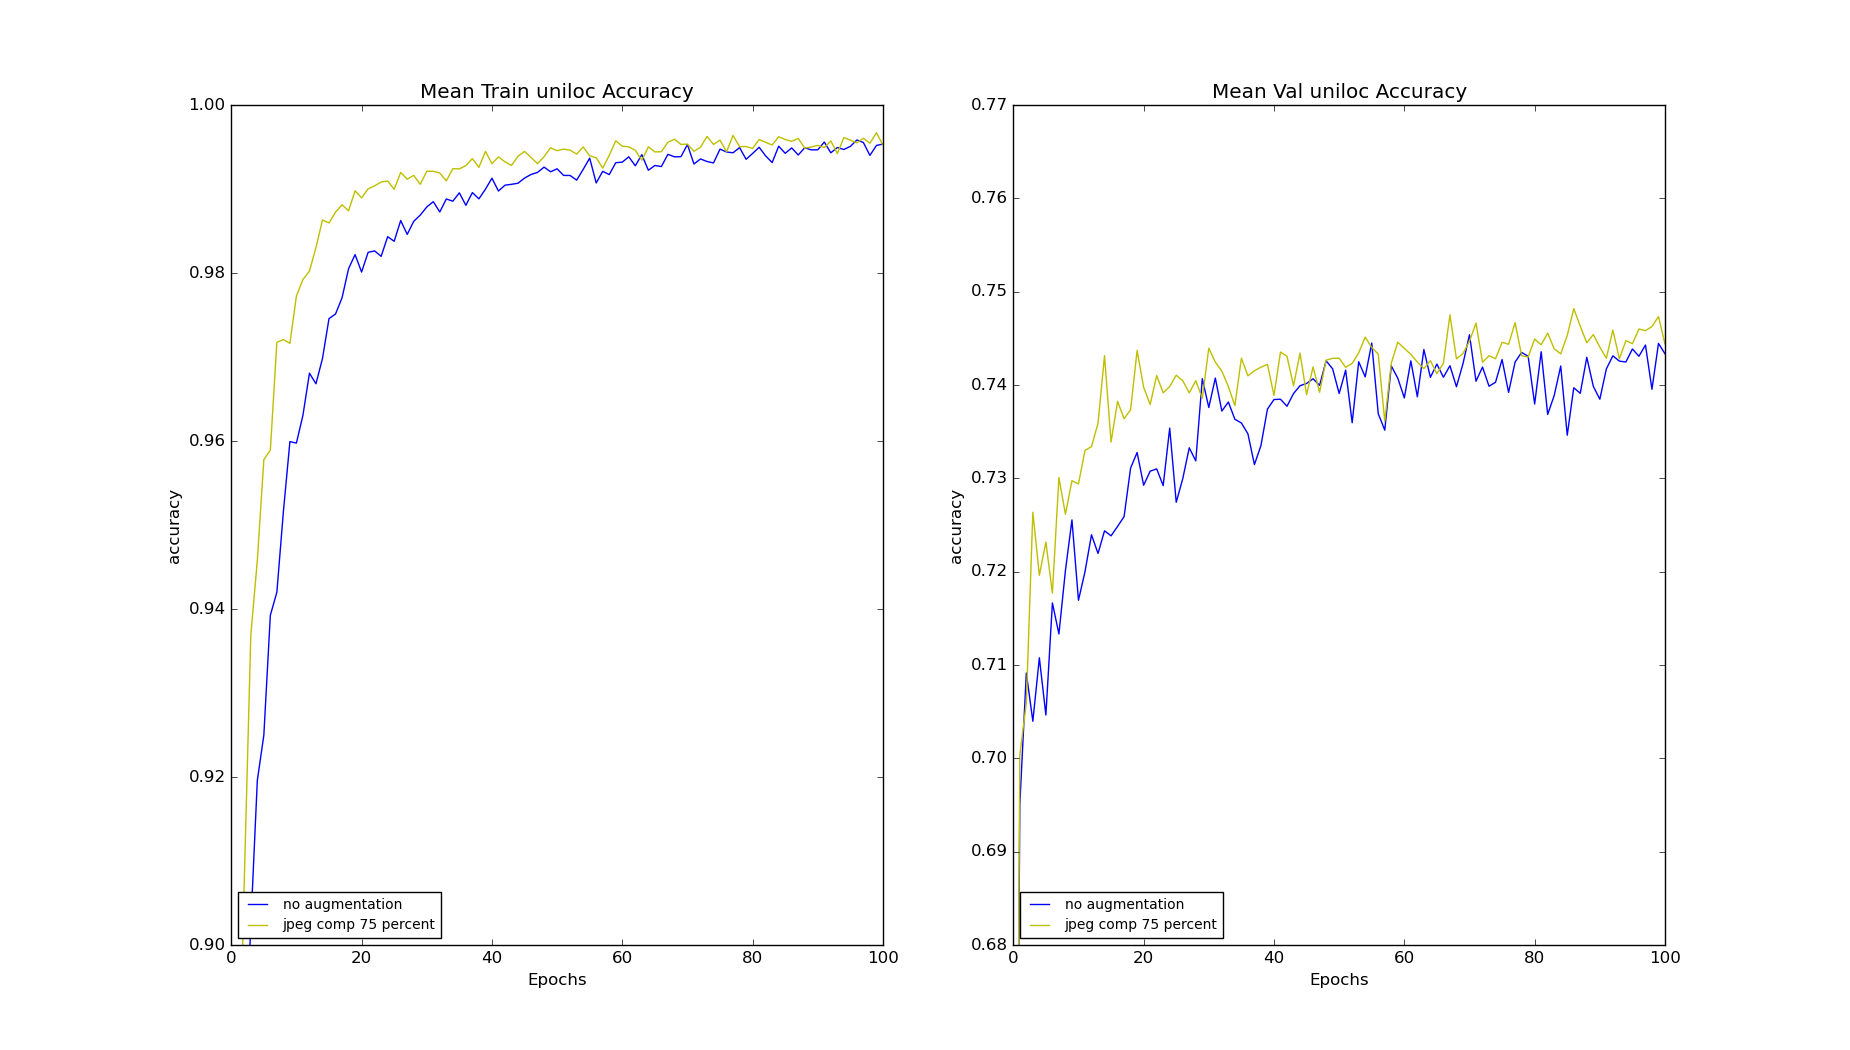 Mean Train uniloc Accuracy
1.00
0.98
0.96
0.94
0.92
0.90
accuracy
no augmentation
jpeg comp 75 percent
0 20 40 60 80 100
Epochs
Mean Val uniloc Accuracy
0.77
0.76
0.75
0.74
0.73
0.72
0.71
0.70
0.69
0.68
accuracy
no augmentation
jpeg comp 75 percent
0 20 40 60 80 100
Epochs